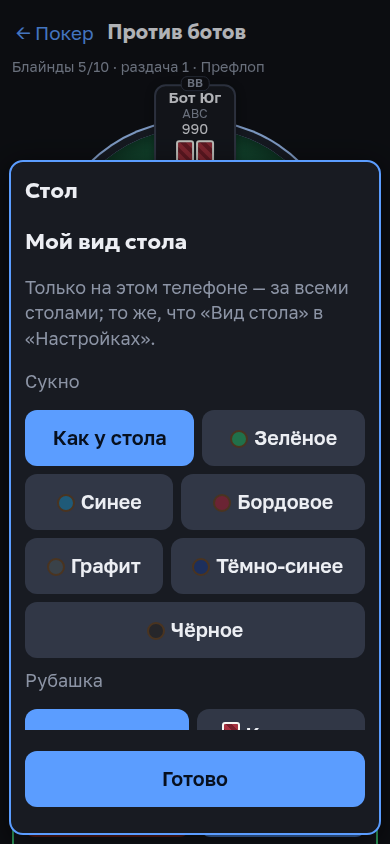 ← Покер Против ботов
Блайнды 5/10 · раздача 1 · Префлоп
BB
Бот Юг
ABC
990
Стол
Мой вид стола
Только на этом телефоне — за всеми
столами; то же, что «Вид стола» в
«Настройках».
Сукно
Как у стола
Зелёное
Синее
Бордовое
Графит
Тёмно-синее
Чёрное
Рубашка
Готово